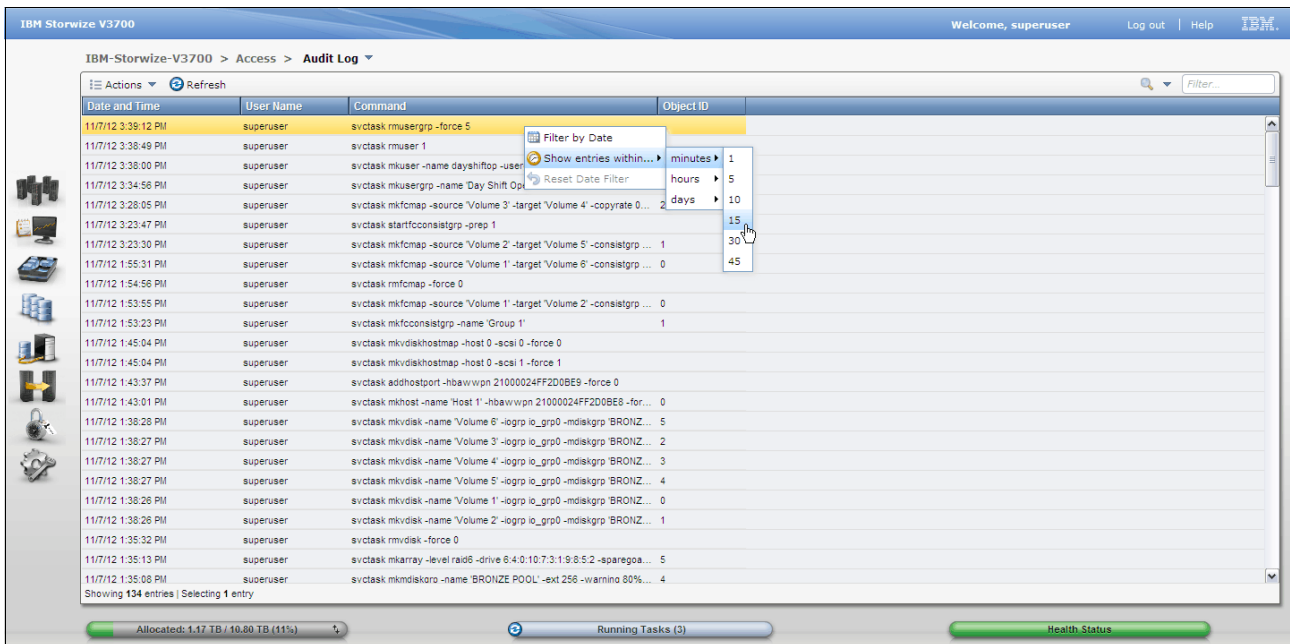 IBM Storwize V3700
Welcome, superuser
Log out | Help
IBM.
IBM-Storwize-V3700 > Access > Audit Log
Actions Refresh
Filter...
Date and Time User Name Command Object ID
11/7/12 3:39:12 PM superuser svctask rmusergrp -force 5
11/7/12 3:38:49 PM superuser svctask rmuser 1
11/7/12 3:38:00 PM superuser svctask mkuser -name dayshiftop -user
11/7/12 3:34:56 PM superuser svctask mkusergrp -name 'Day Shift Ope
11/7/12 3:28:05 PM superuser svctask mkfcmap -source 'Volume 3' -target 'Volume 4' -copyrate 0... 2
11/7/12 3:23:47 PM superuser svctask startfcconsistgrp -prep 1
11/7/12 3:23:30 PM superuser svctask mkfcmap -source 'Volume 2' -target 'Volume 5' -consistgrp ... 1
11/7/12 1:55:31 PM superuser svctask mkfcmap -source 'Volume 1' -target 'Volume 6' -consistgrp ... 0
11/7/12 1:54:56 PM superuser svctask rmfcmap -force 0
11/7/12 1:53:55 PM superuser svctask mkfcmap -source 'Volume 1' -target 'Volume 2' -consistgrp ... 0
11/7/12 1:53:23 PM superuser svctask mkfcconsistgrp -name 'Group 1' 1
11/7/12 1:45:04 PM superuser svctask mkvdiskhostmap -host 0 -scsi 0 -force 0
11/7/12 1:45:04 PM superuser svctask mkvdiskhostmap -host 0 -scsi 1 -force 1
11/7/12 1:43:37 PM superuser svctask addhostport -hbawwpn 21000024FF2D0BE9 -force 0
11/7/12 1:43:01 PM superuser svctask mkhost -name 'Host 1' -hbawwpn 21000024FF2D0BE8 -for... 0
11/7/12 1:38:28 PM superuser svctask mkvdisk -name 'Volume 6' -iogrp io_grp0 -mdiskgrp 'BRONZ... 5
11/7/12 1:38:27 PM superuser svctask mkvdisk -name 'Volume 3' -iogrp io_grp0 -mdiskgrp 'BRONZ... 2
11/7/12 1:38:27 PM superuser svctask mkvdisk -name 'Volume 4' -iogrp io_grp0 -mdiskgrp 'BRONZ... 3
11/7/12 1:38:27 PM superuser svctask mkvdisk -name 'Volume 5' -iogrp io_grp0 -mdiskgrp 'BRONZ... 4
11/7/12 1:38:26 PM superuser svctask mkvdisk -name 'Volume 1' -iogrp io_grp0 -mdiskgrp 'BRONZ... 0
11/7/12 1:38:26 PM superuser svctask mkvdisk -name 'Volume 2' -iogrp io_grp0 -mdiskgrp 'BRONZ... 1
11/7/12 1:35:32 PM superuser svctask rmvdisk -force 0
11/7/12 1:35:13 PM superuser svctask mkarray -level raid6 -drive 6:4:0:10:7:3:1:9:8:5:2 -sparegoa... 5
11/7/12 1:35:08 PM superuser svctask mkmdiskgrp -name 'BRONZE POOL' -ext 256 -warning 80%... 4
Filter by Date
Show entries within...
Reset Date Filter
minutes
hours
days
1
5
10
15
30
45
Showing 134 entries | Selecting 1 entry
Allocated: 1.17 TB / 10.80 TB (11%)
Running Tasks (3)
Health Status